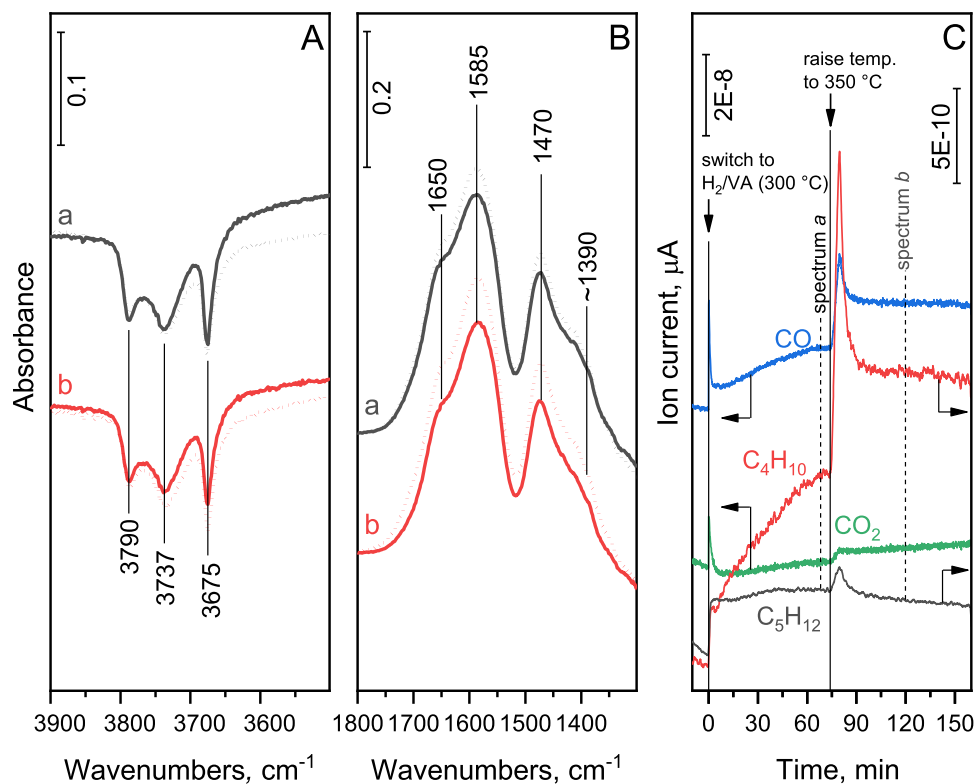 A
0.1
a
b
3790
3737
3675
Absorbance
3900
3800
3700
3600
Wavenumbers, cm⁻¹
B
0.2
1650
1585
1470
~1390
a
b
1800
1700
1600
1500
1400
Wavenumbers, cm⁻¹
C
raise temp.
to 350 °C
2E-8
5E-10
switch to
H₂/VA (300 °C)
spectrum a
spectrum b
CO
C₄H₁₀
CO₂
C₅H₁₂
Ion current, µA
0
30
60
90
120
150
Time, min